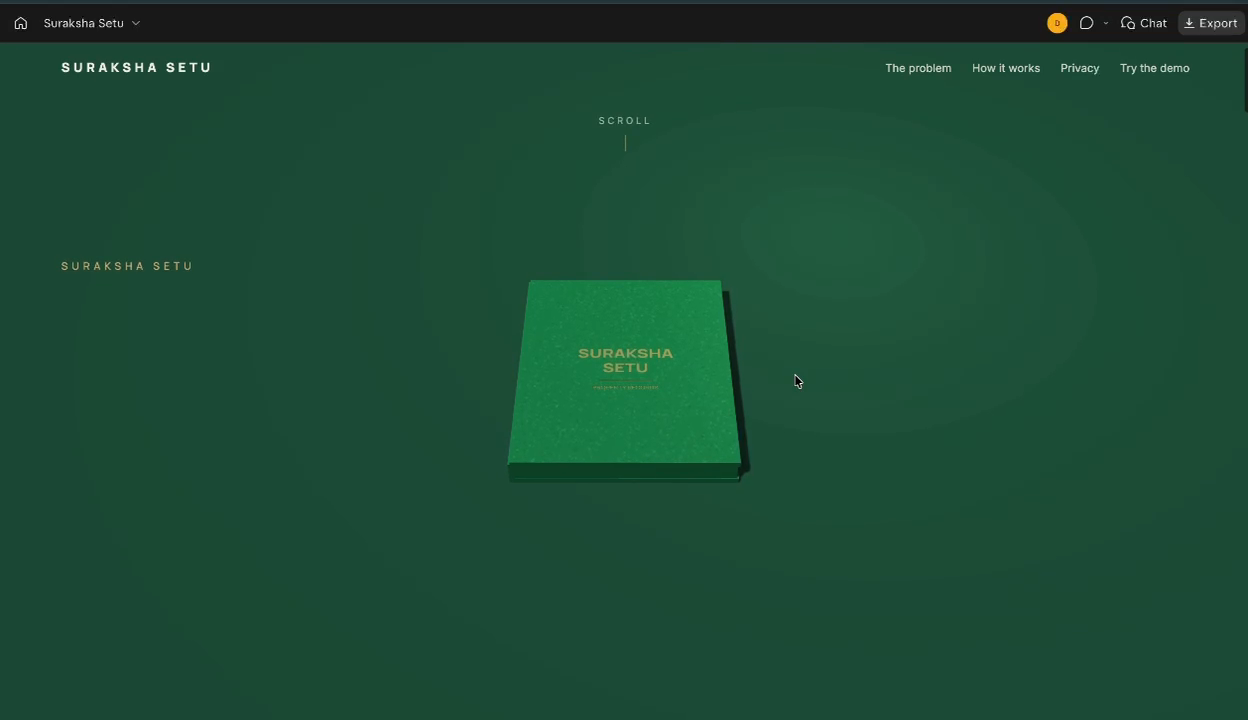 Suraksha Setu
D
Chat
Export
SURAKSHA SETU
The problem
How it works
Privacy
Try the demo
SCROLL
SURAKSHA SETU
SURAKSHA
SETU